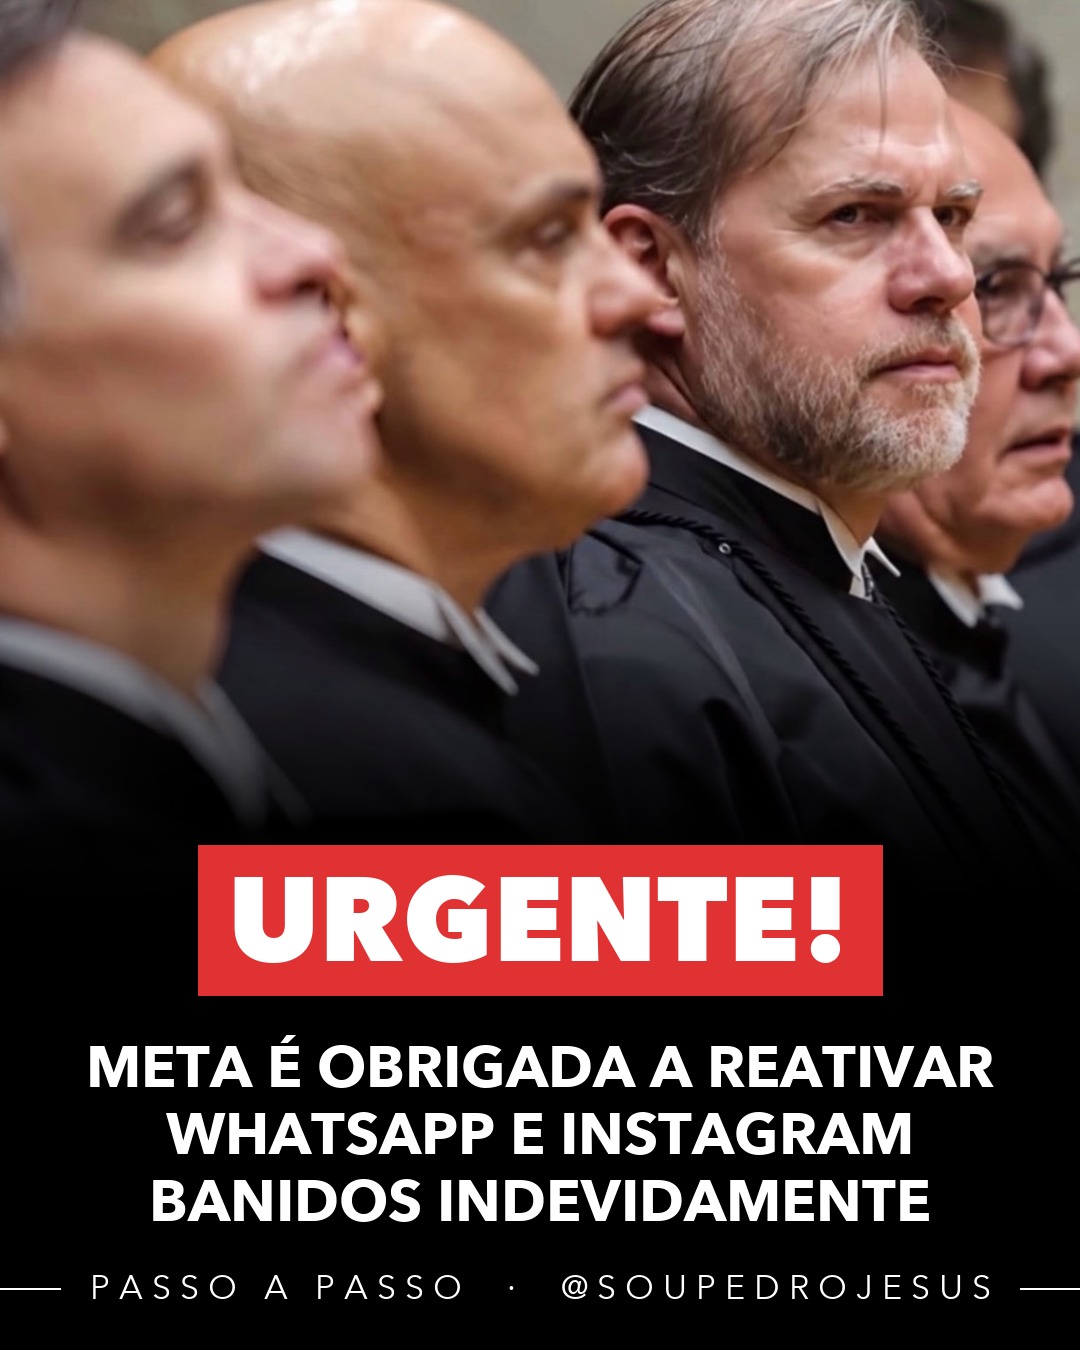 URGENTE!
META É OBRIGADA A REATIVAR
WHATSAPP E INSTAGRAM
BANIDOS INDEVIDAMENTE
PASSO A PASSO · @SOUPEDROJESUS